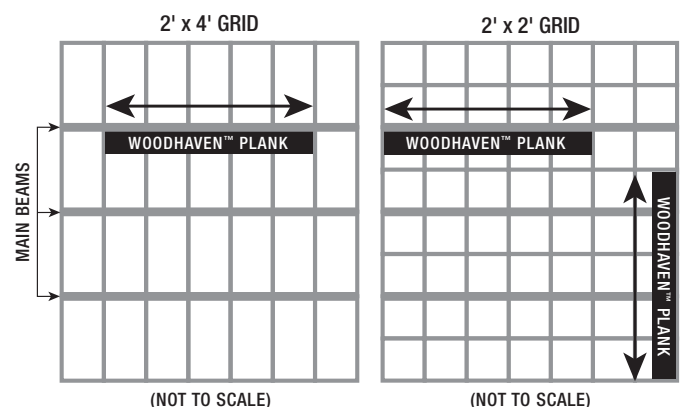 2' x 4' GRID
WOODHAVEN™ PLANK
MAIN BEAMS
(NOT TO SCALE)
2' x 2' GRID
WOODHAVEN™ PLANK
WOODHAVEN™ PLANK
(NOT TO SCALE)